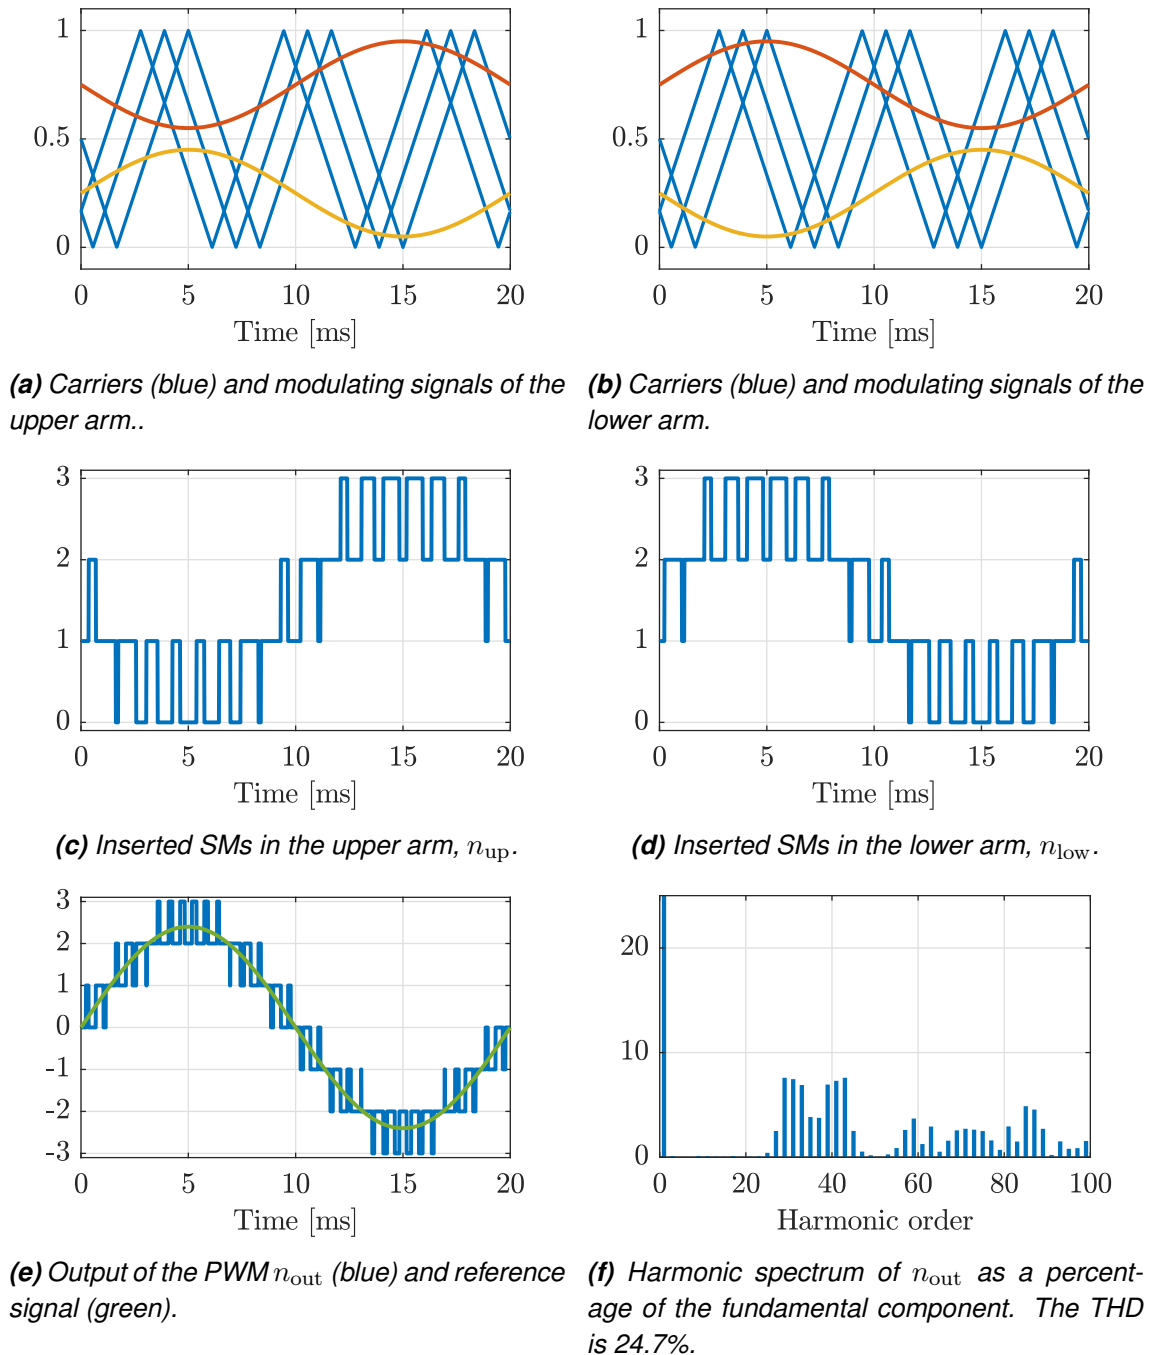 1
0.5
0
0 5 10 15 20
Time [ms]
1
0.5
0
0 5 10 15 20
Time [ms]
(a) Carriers (blue) and modulating signals of the
upper arm..
(b) Carriers (blue) and modulating signals of the
lower arm.
3
2
1
0
0 5 10 15 20
Time [ms]
3
2
1
0
0 5 10 15 20
Time [ms]
(c) Inserted SMs in the upper arm, n_up.
(d) Inserted SMs in the lower arm, n_low.
3
2
1
0
-1
-2
-3
0 5 10 15 20
Time [ms]
20
10
0
0 20 40 60 80 100
Harmonic order
(e) Output of the PWM n_out (blue) and reference
signal (green).
(f) Harmonic spectrum of n_out as a percent-
age of the fundamental component. The THD
is 24.7%.